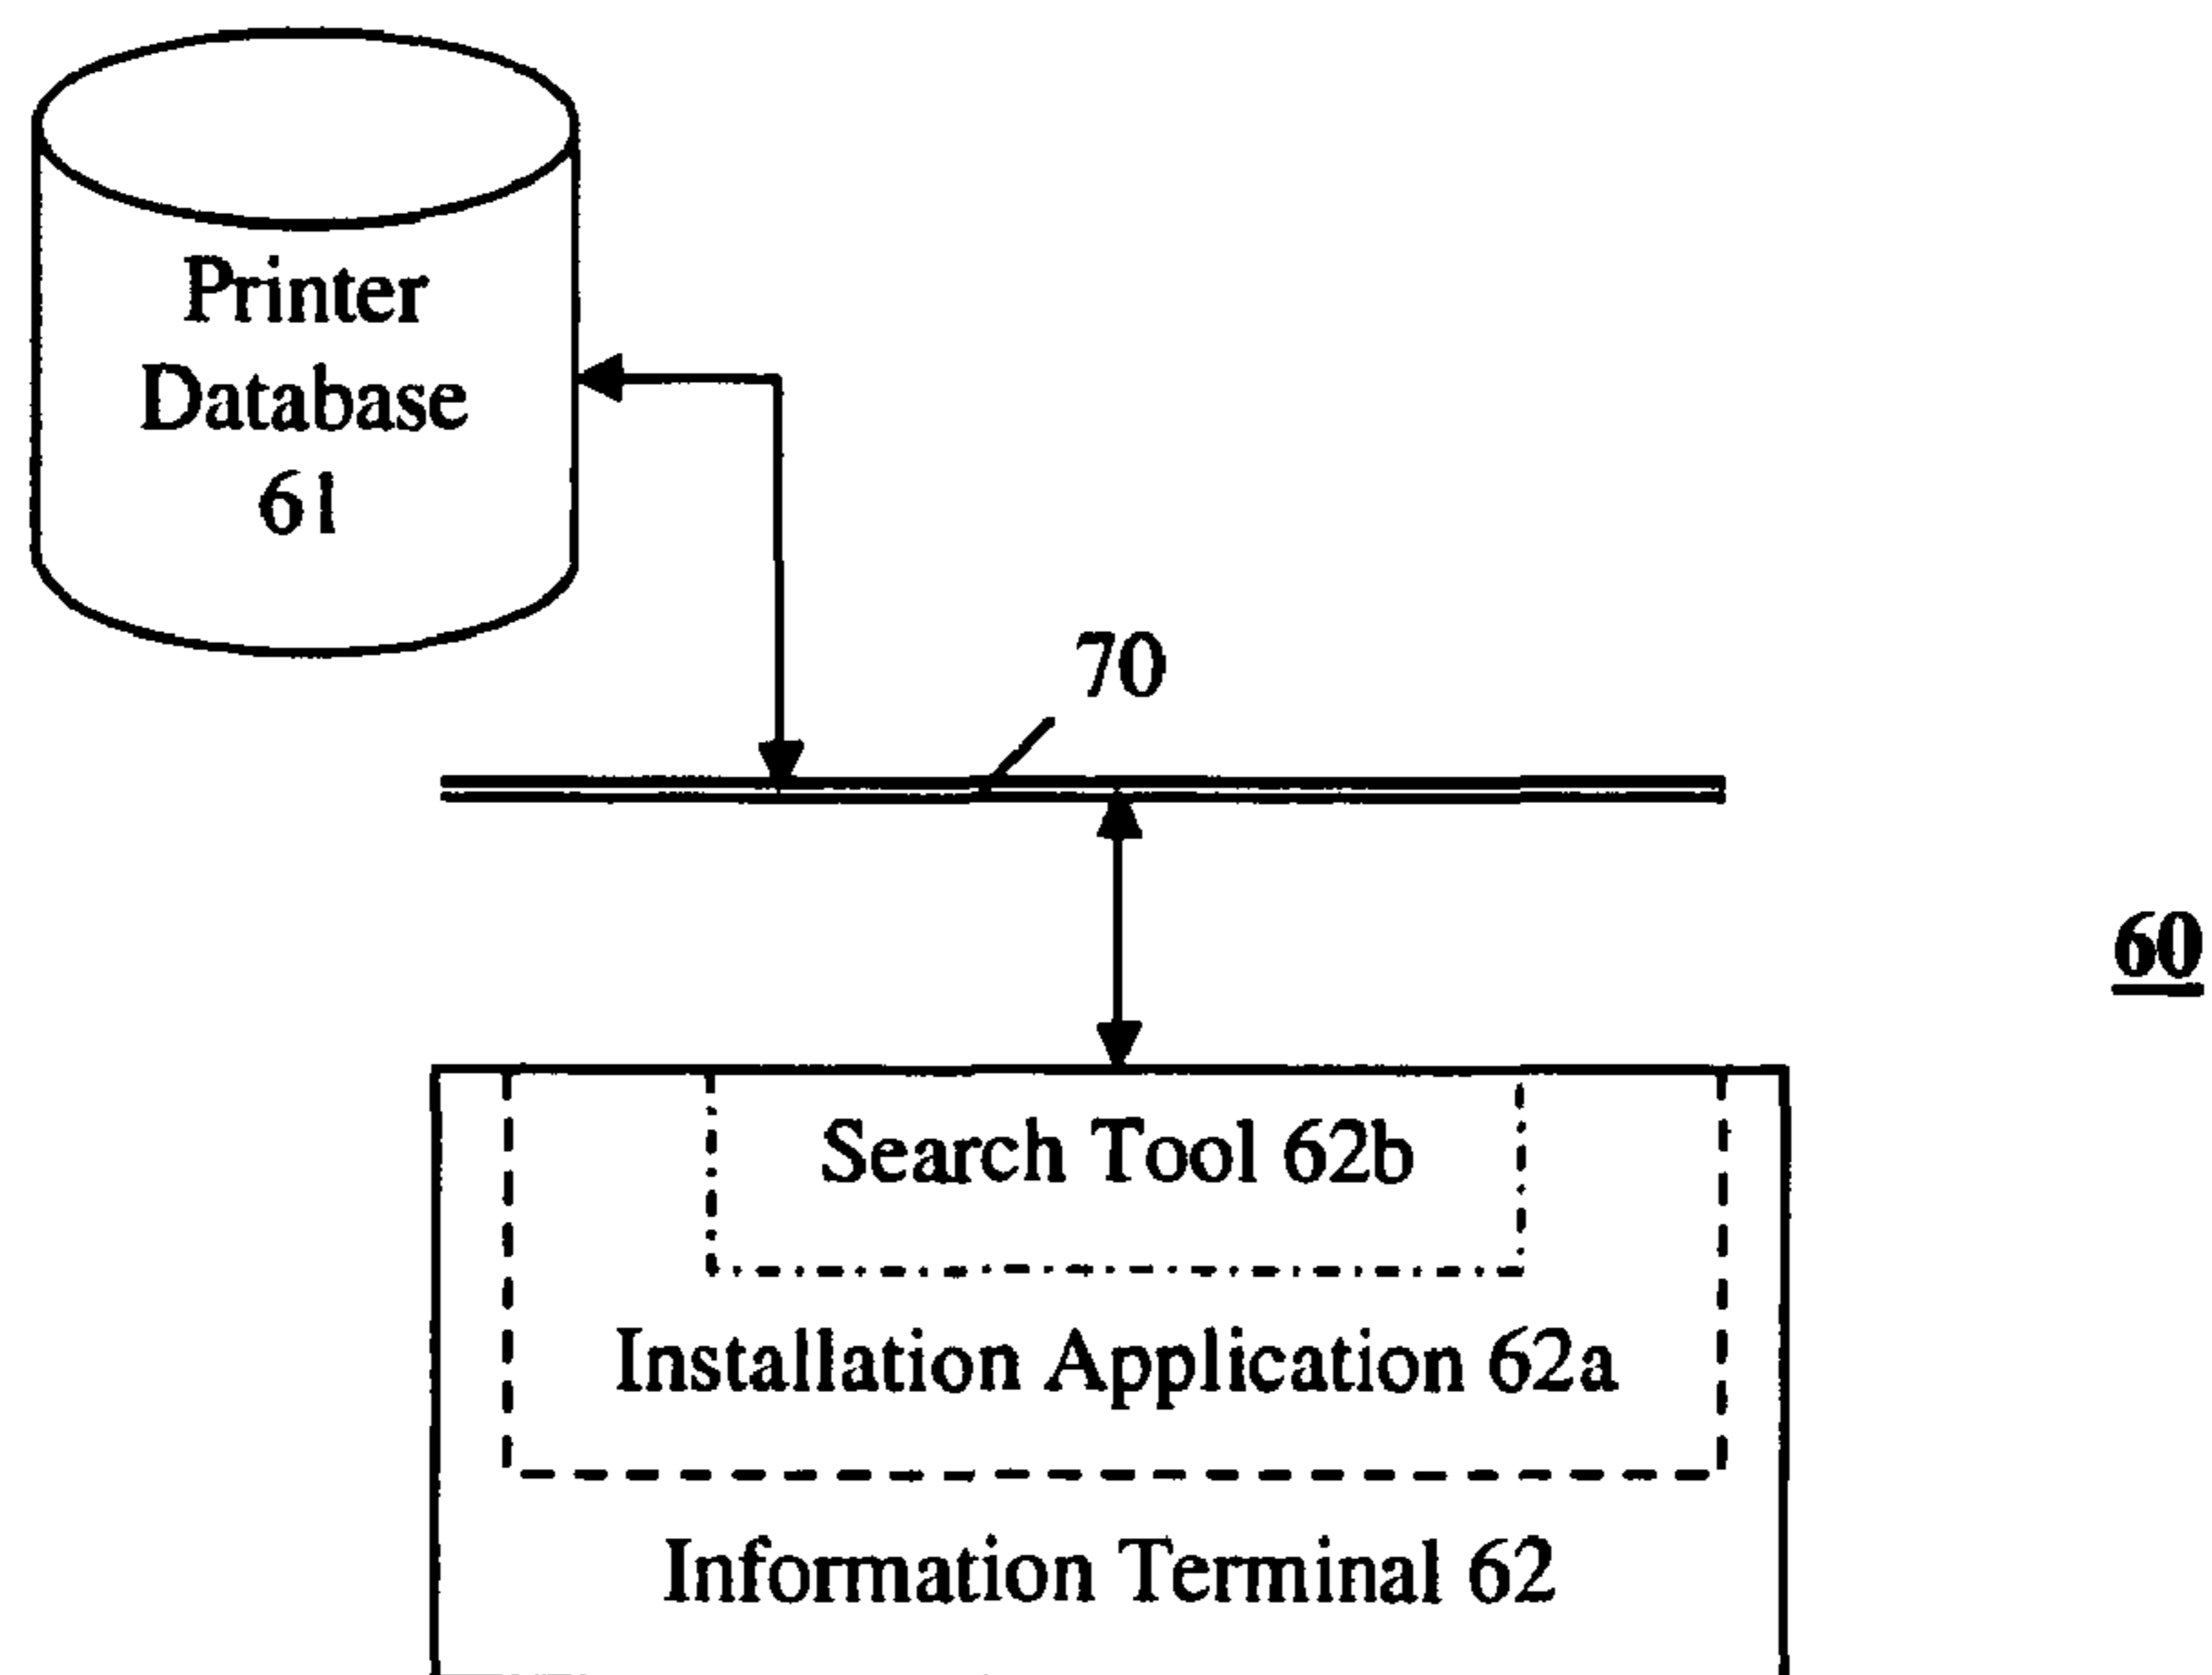 Printer
Database
61
70
60
Search Tool 62b
Installation Application 62a
Information Terminal 62